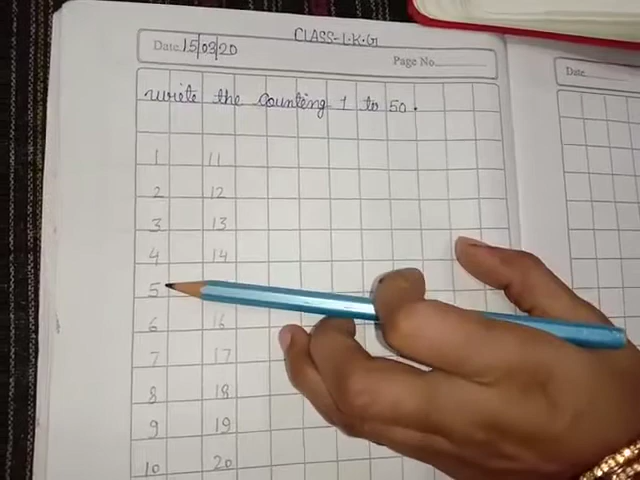 CLASS-L.K.G
Date 15/03/20
Page No.
Date
Write the counting 1 to 50.
1 11
2 12
3 13
4 14
5
6 16
7 17
8 18
9 19
10 20